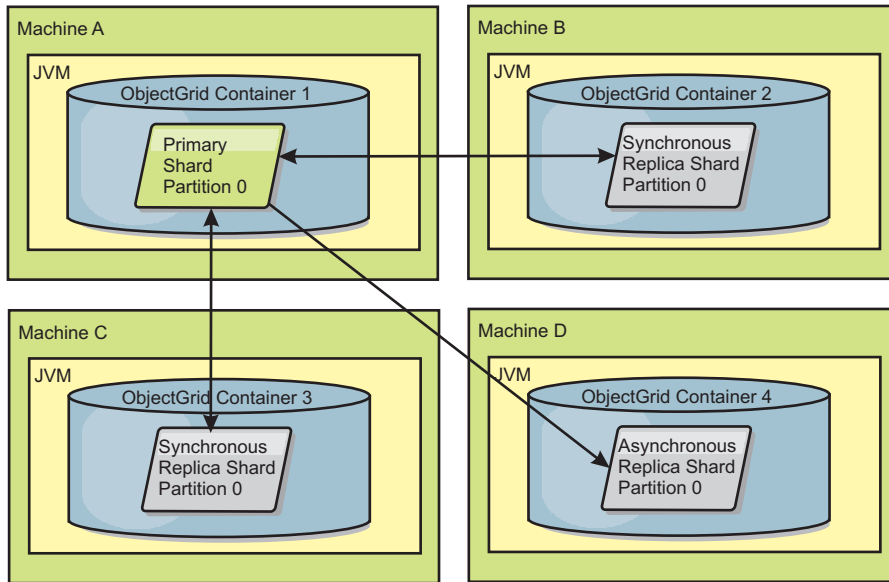 Machine A
JVM
ObjectGrid Container 1
Primary
Shard
Partition 0
Machine B
JVM
ObjectGrid Container 2
Synchronous
Replica Shard
Partition 0
Machine C
JVM
ObjectGrid Container 3
Synchronous
Replica Shard
Partition 0
Machine D
JVM
ObjectGrid Container 4
Asynchronous
Replica Shard
Partition 0